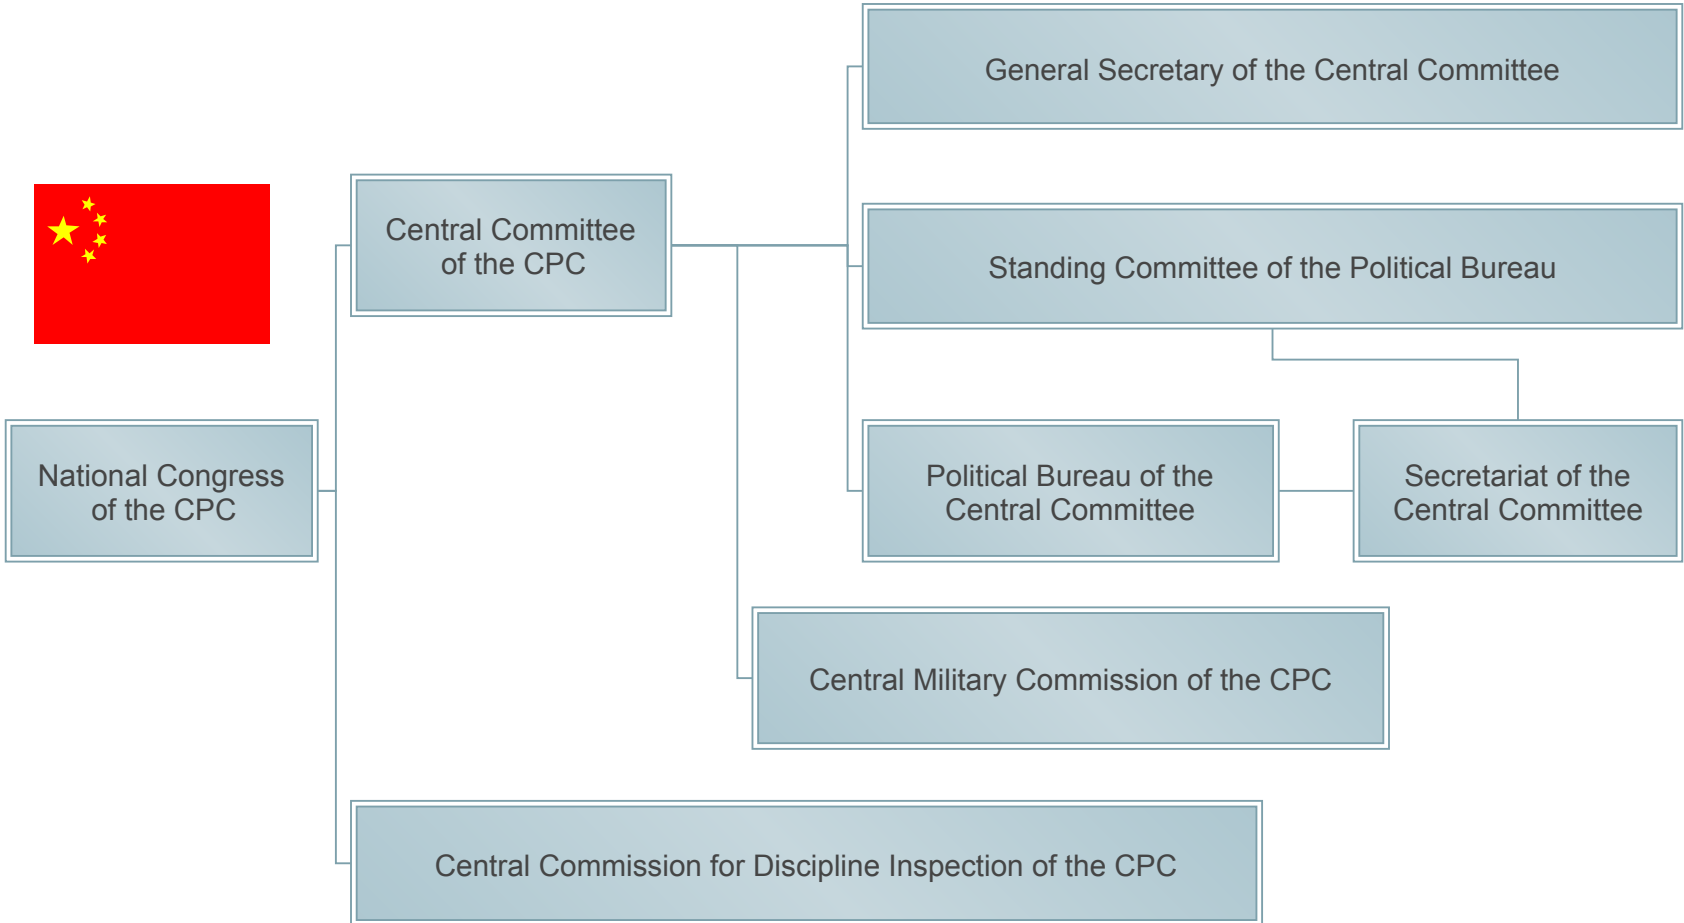 General Secretary of the Central Committee
Central Committee
of the CPC
Standing Committee of the Political Bureau
National Congress
of the CPC
Political Bureau of the
Central Committee
Secretariat of the
Central Committee
Central Military Commission of the CPC
Central Commission for Discipline Inspection of the CPC